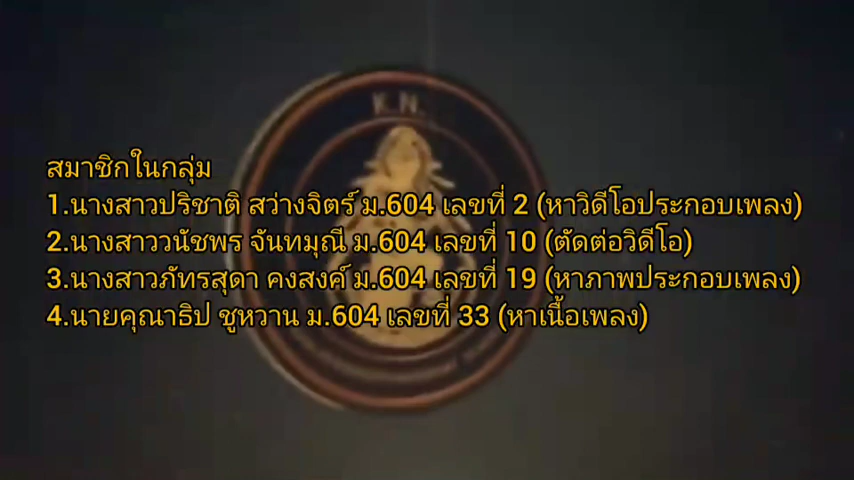 K.N.
สมาชิกในกลุ่ม
1.นางสาวปริชาติ สว่างจิตร์ ม.604 เลขที่ 2 (หาวิดีโอประกอบเพลง)
2.นางสาววนัชพร จันทมุณี ม.604 เลขที่ 10 (ตัดต่อวิดีโอ)
3.นางสาวภัทรสุดา คงสงค์ ม.604 เลขที่ 19 (หาภาพประกอบเพลง)
4.นายคุณาธิป ชูหวาน ม.604 เลขที่ 33 (หาเนื้อเพลง)